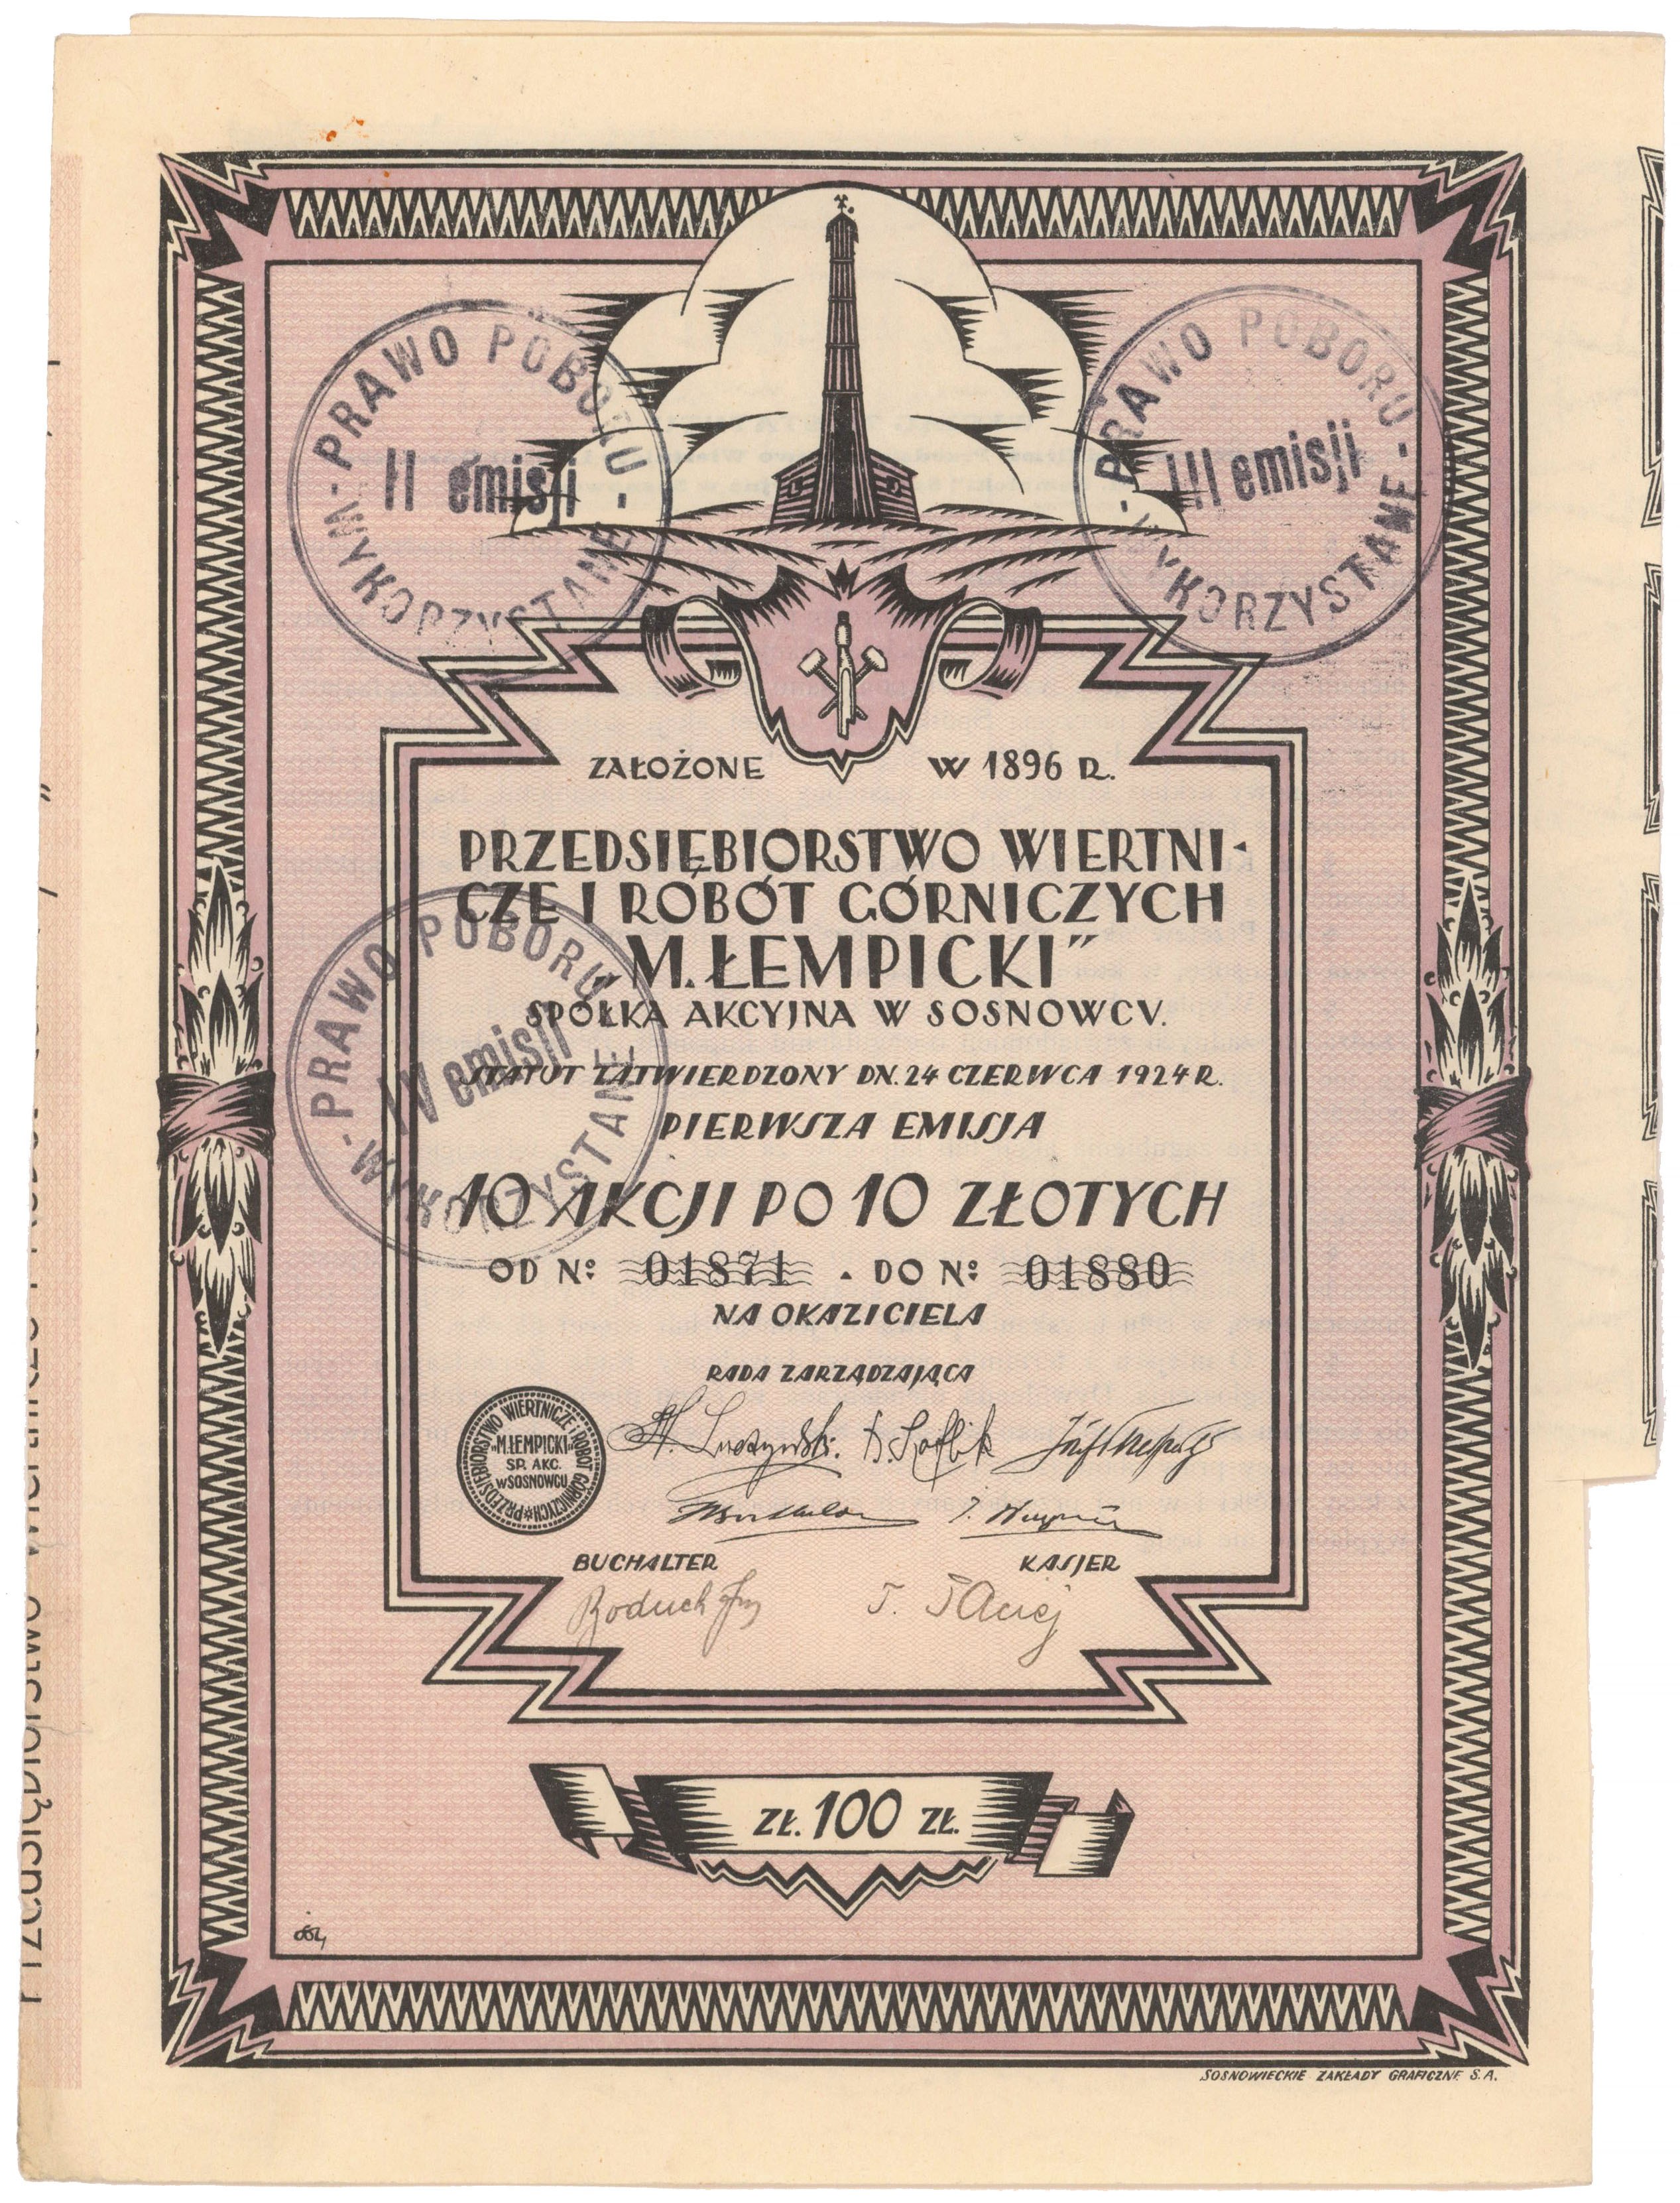 PRAWO POBORU - WYKORZYSTANE -
II emisji
PRAWO POBORU - WYKORZYSTANE -
III emisji
ZAŁOŻONE W 1896 R.
PRZEDSIĘBIORSTWO WIERTNI-
CZE I ROBÓT GÓRNICZYCH
„M. ŁEMPICKI”
SPÓŁKA AKCYJNA W SOSNOWCU.
PRAWO POBORU - WYKORZYSTANE -
IV emisji
STATUT ZATWIERDZONY DN. 24 CZERWCA 1924 R.
PIERWSZA EMISJA
10 AKCJI PO 10 ZŁOTYCH
OD Nº 01871 - DO Nº 01880
NA OKAZICIELA
RADA ZARZĄDZAJĄCA
PRZEDSIĘBIORSTWO WIERTNICZE I ROBÓT GÓRNICZYCH
„M. ŁEMPICKI”
SP. AKC.
w SOSNOWCU
BUCHALTER KASJER
ZŁ. 100 ZŁ.
SOSNOWIECKIE ZAKŁADY GRAFICZNE S. A.